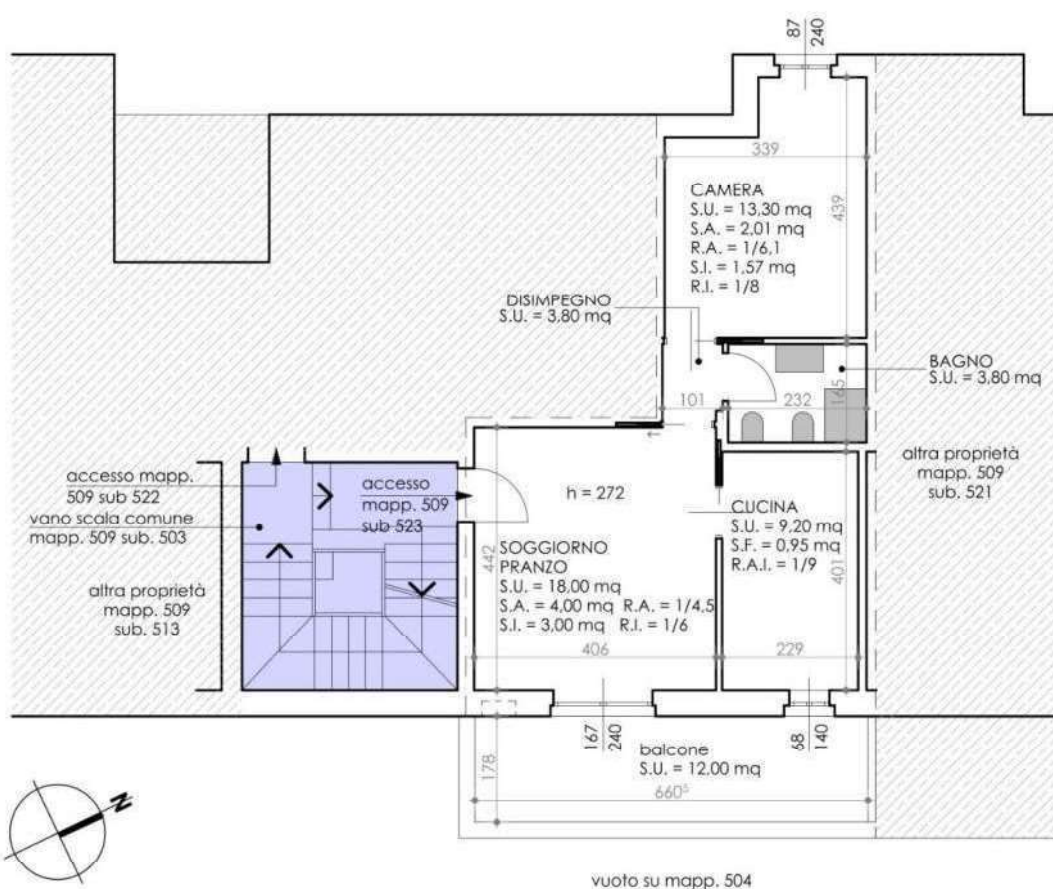 87
240
339
CAMERA
S.U. = 13,30 mq
S.A. = 2,01 mq
R.A. = 1/6,1
S.I. = 1,57 mq
R.I. = 1/8
439
DISIMPEGNO
S.U. = 3,80 mq
BAGNO
S.U. = 3,80 mq
165
101
232
altra proprietà
mapp. 509
sub. 521
accesso mapp.
509 sub 522
vano scala comune
mapp. 509 sub. 503
altra proprietà
mapp. 509
sub. 513
accesso
mapp. 509
sub 523
h = 272
442
SOGGIORNO
PRANZO
S.U. = 18,00 mq
S.A. = 4,00 mq R.A. = 1/4,5
S.I. = 3,00 mq R.I. = 1/6
406
CUCINA
S.U. = 9,20 mq
S.F. = 0,95 mq
R.A.I. = 1/9
401
229
167
240
68
140
178
balcone
S.U. = 12.00 mq
660⁵
N
vuoto su mapp. 504